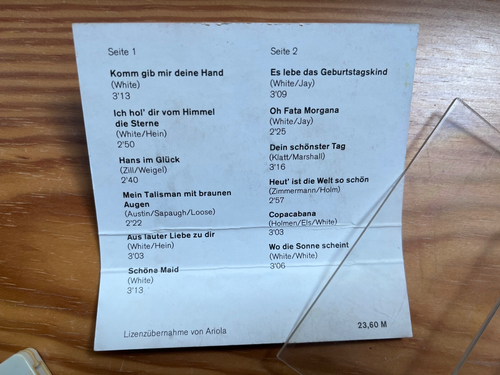 Seite 1
Komm gib mir deine Hand
(White)
3'13
Ich hol' dir vom Himmel
die Sterne
(White/Hein)
2'50
Hans im Glück
(Zill/Weigel)
2'40
Mein Talisman mit braunen
Augen
(Austin/Sapaugh/Loose)
2'22
Aus lauter Liebe zu dir
(White/Hein)
3'03
Schöne Maid
(White)
3'13
Seite 2
Es lebe das Geburtstagskind
(White/Jay)
3'09
Oh Fata Morgana
(White/Jay)
2'25
Dein schönster Tag
(Klatt/Marshall)
3'16
Heut' ist die Welt so schön
(Zimmermann/Holm)
2'57
Copacabana
(Holmen/Els/White)
3'03
Wo die Sonne scheint
(White/White)
3'06
Lizenzübernahme von Ariola
23,60 M